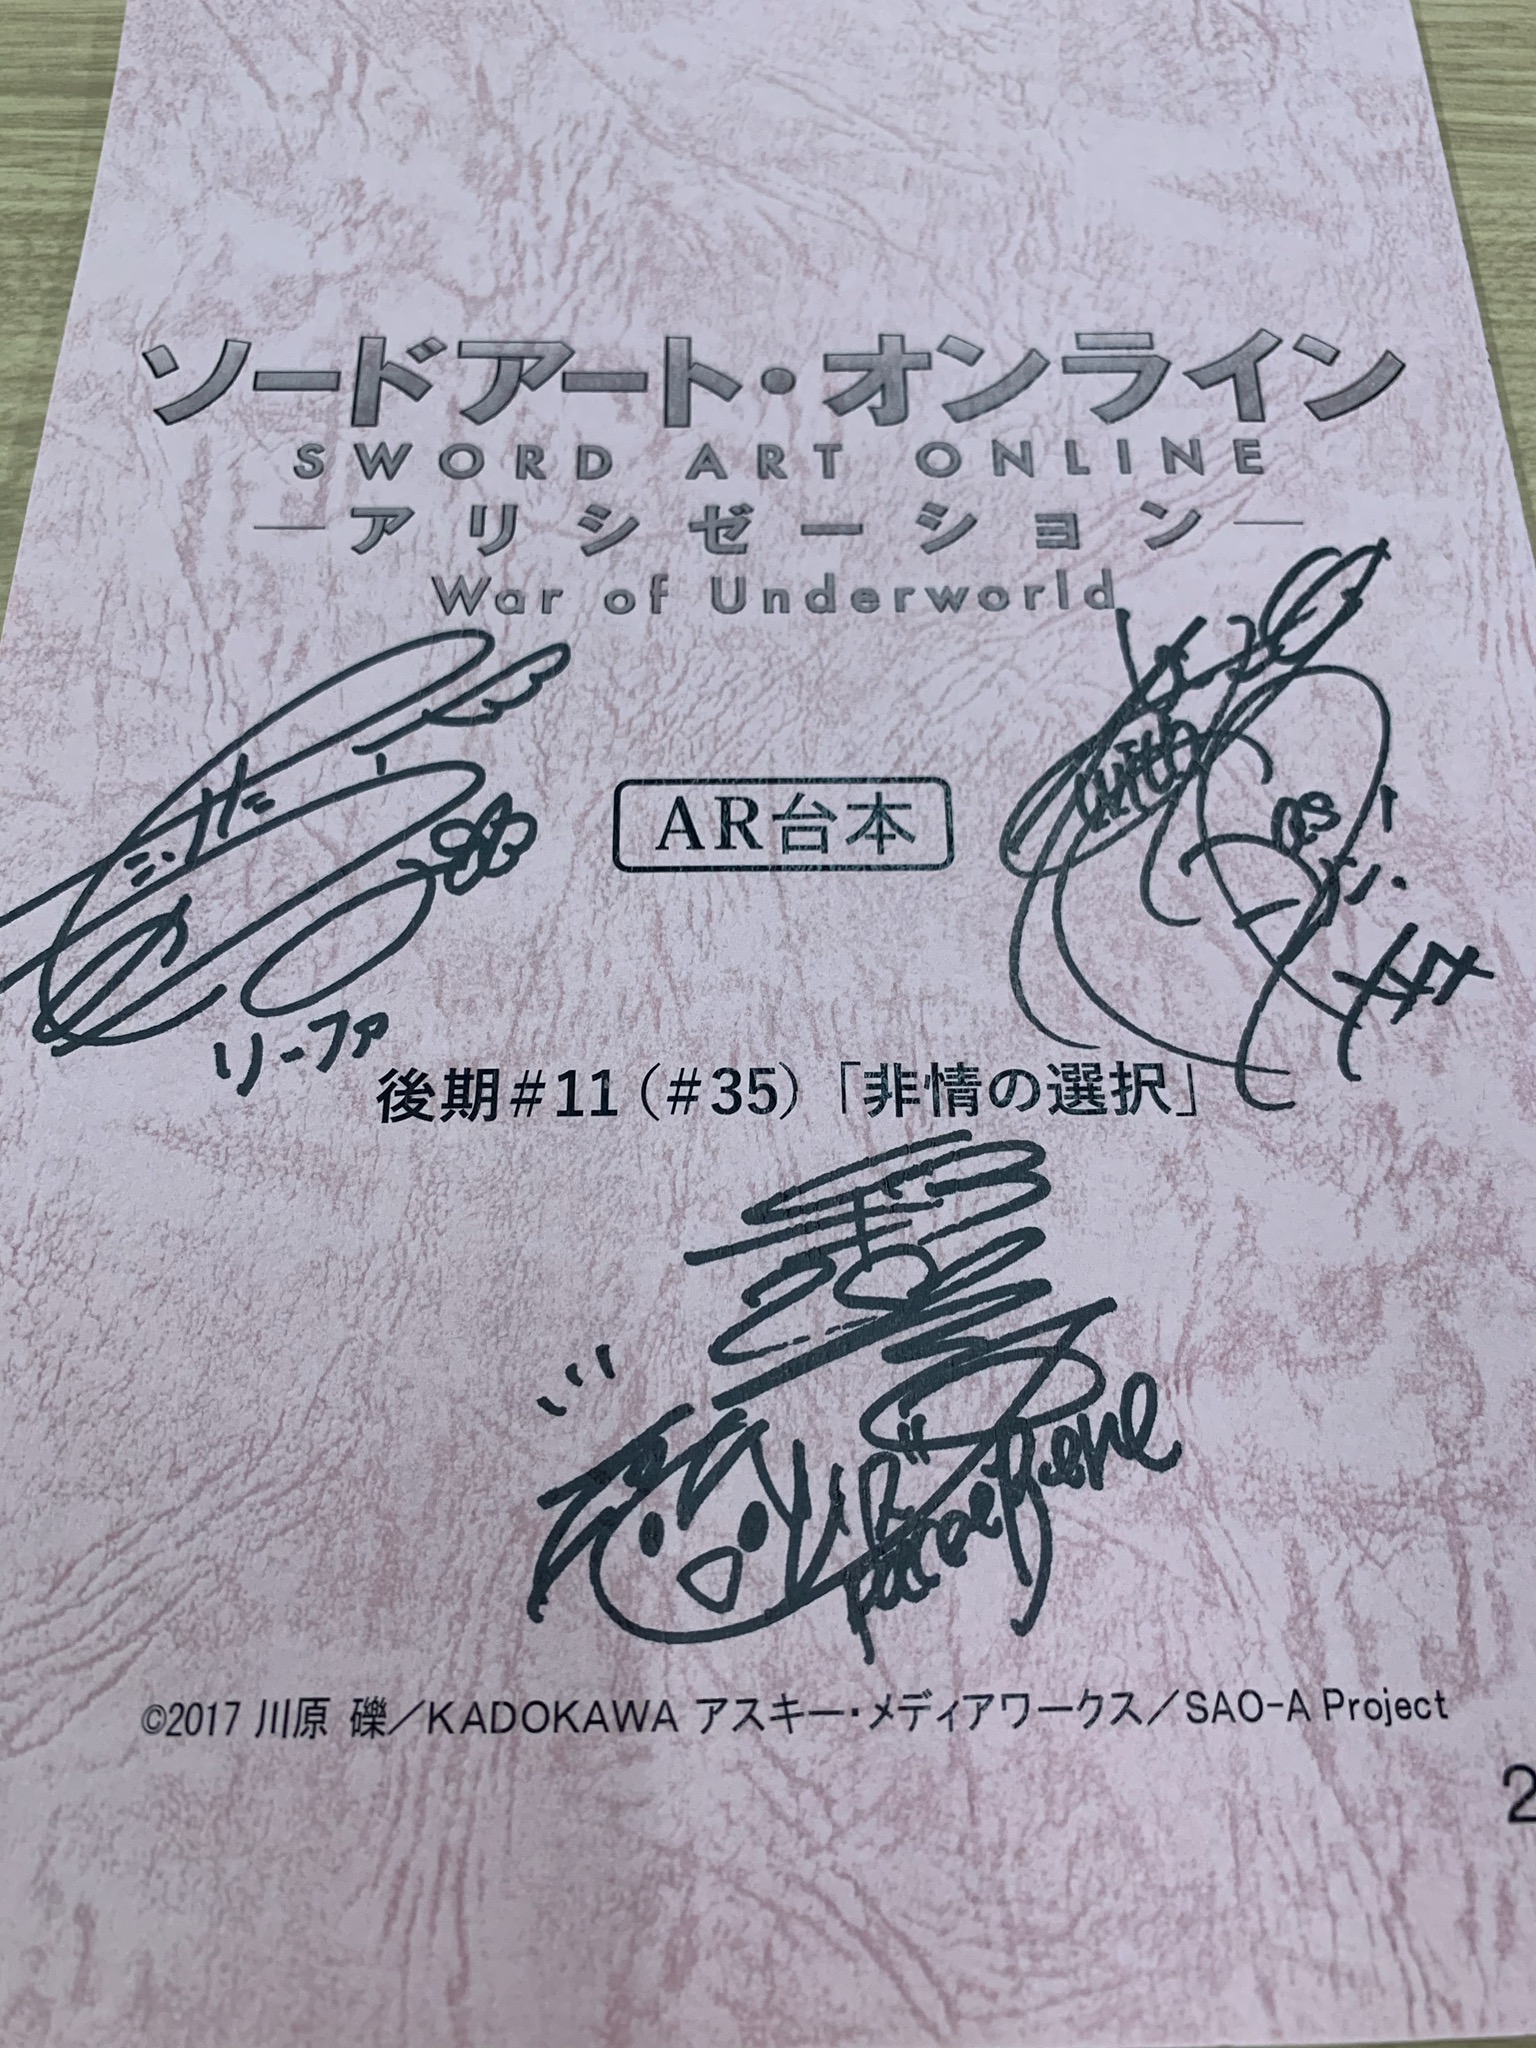 ソードアート・オンライン
SWORD ART ONLINE
―アリシゼーション―
War of Underworld
AR台本
リーファ
後期#11（#35）「非情の選択」
©2017 川原 礫／KADOKAWA アスキー・メディアワークス／SAO-A Project
2